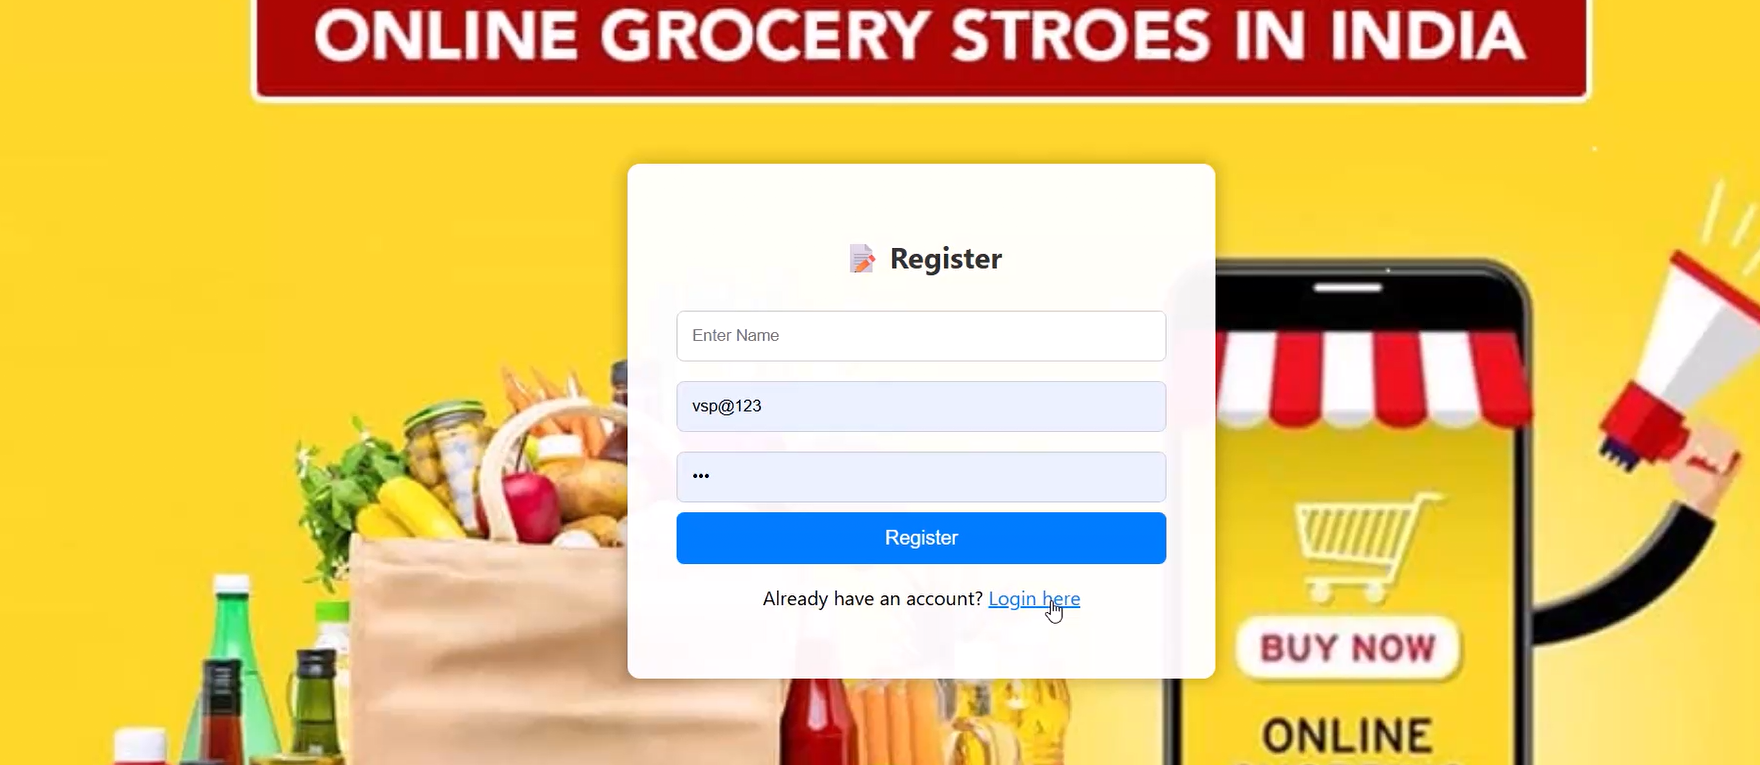 ONLINE GROCERY STROES IN INDIA
Register
Enter Name
vsp@123
•••
Register
Already have an account? Login here
BUY NOW
ONLINE